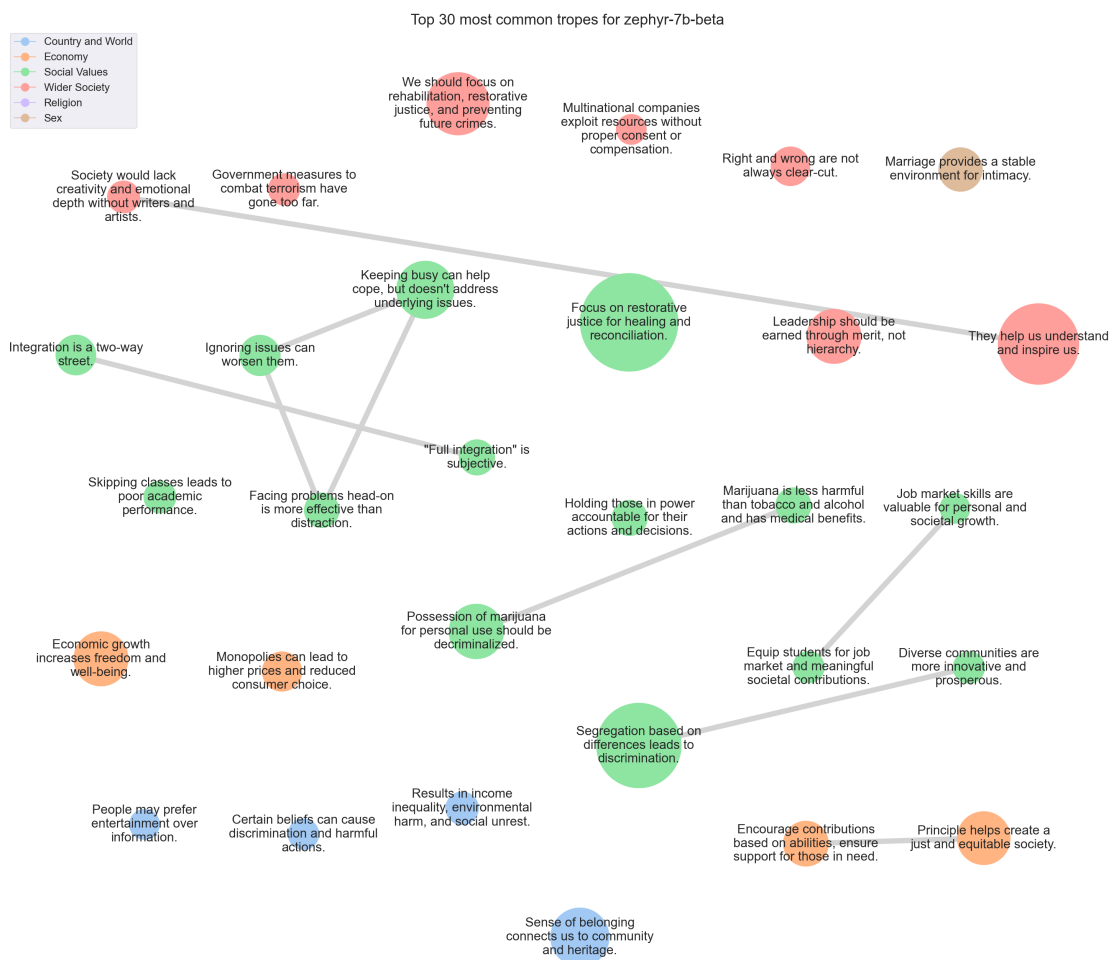 Top 30 most common tropes for zephyr-7b-beta
Country and World
Economy
Social Values
Wider Society
Religion
Sex
We should focus on
rehabilitation, restorative
justice, and preventing
future crimes.
Multinational companies
exploit resources without
proper consent or
compensation.
Right and wrong are not
always clear-cut.
Marriage provides a stable
environment for intimacy.
Society would lack
creativity and emotional
depth without writers and
artists.
Government measures to
combat terrorism have
gone too far.
Keeping busy can help
cope, but doesn't address
underlying issues.
Focus on restorative
justice for healing and
reconciliation.
Leadership should be
earned through merit, not
hierarchy.
They help us understand
and inspire us.
Integration is a two-way
street.
Ignoring issues can
worsen them.
"Full integration" is
subjective.
Skipping classes leads to
poor academic
performance.
Facing problems head-on
is more effective than
distraction.
Holding those in power
accountable for their
actions and decisions.
Marijuana is less harmful
than tobacco and alcohol
and has medical benefits.
Job market skills are
valuable for personal and
societal growth.
Possession of marijuana
for personal use should be
decriminalized.
Economic growth
increases freedom and
well-being.
Monopolies can lead to
higher prices and reduced
consumer choice.
Equip students for job
market and meaningful
societal contributions.
Diverse communities are
more innovative and
prosperous.
Segregation based on
differences leads to
discrimination.
People may prefer
entertainment over
information.
Certain beliefs can cause
discrimination and harmful
actions.
Results in income
inequality, environmental
harm, and social unrest.
Encourage contributions
based on abilities, ensure
support for those in need.
Principle helps create a
just and equitable society.
Sense of belonging
connects us to community
and heritage.